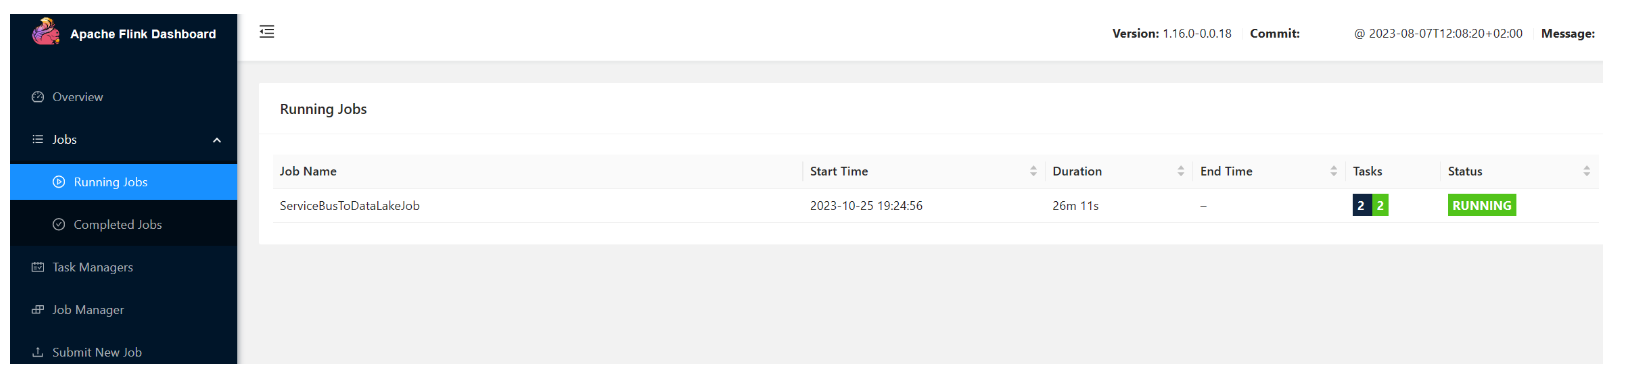 Apache Flink Dashboard
Version: 1.16.0-0.0.18 Commit: @ 2023-08-07T12:08:20+02:00 Message:
Overview
Jobs
Running Jobs
Completed Jobs
Task Managers
Job Manager
Submit New Job
Running Jobs
Job Name Start Time Duration End Time Tasks Status
ServiceBusToDataLakeJob 2023-10-25 19:24:56 26m 11s – 2 2 RUNNING